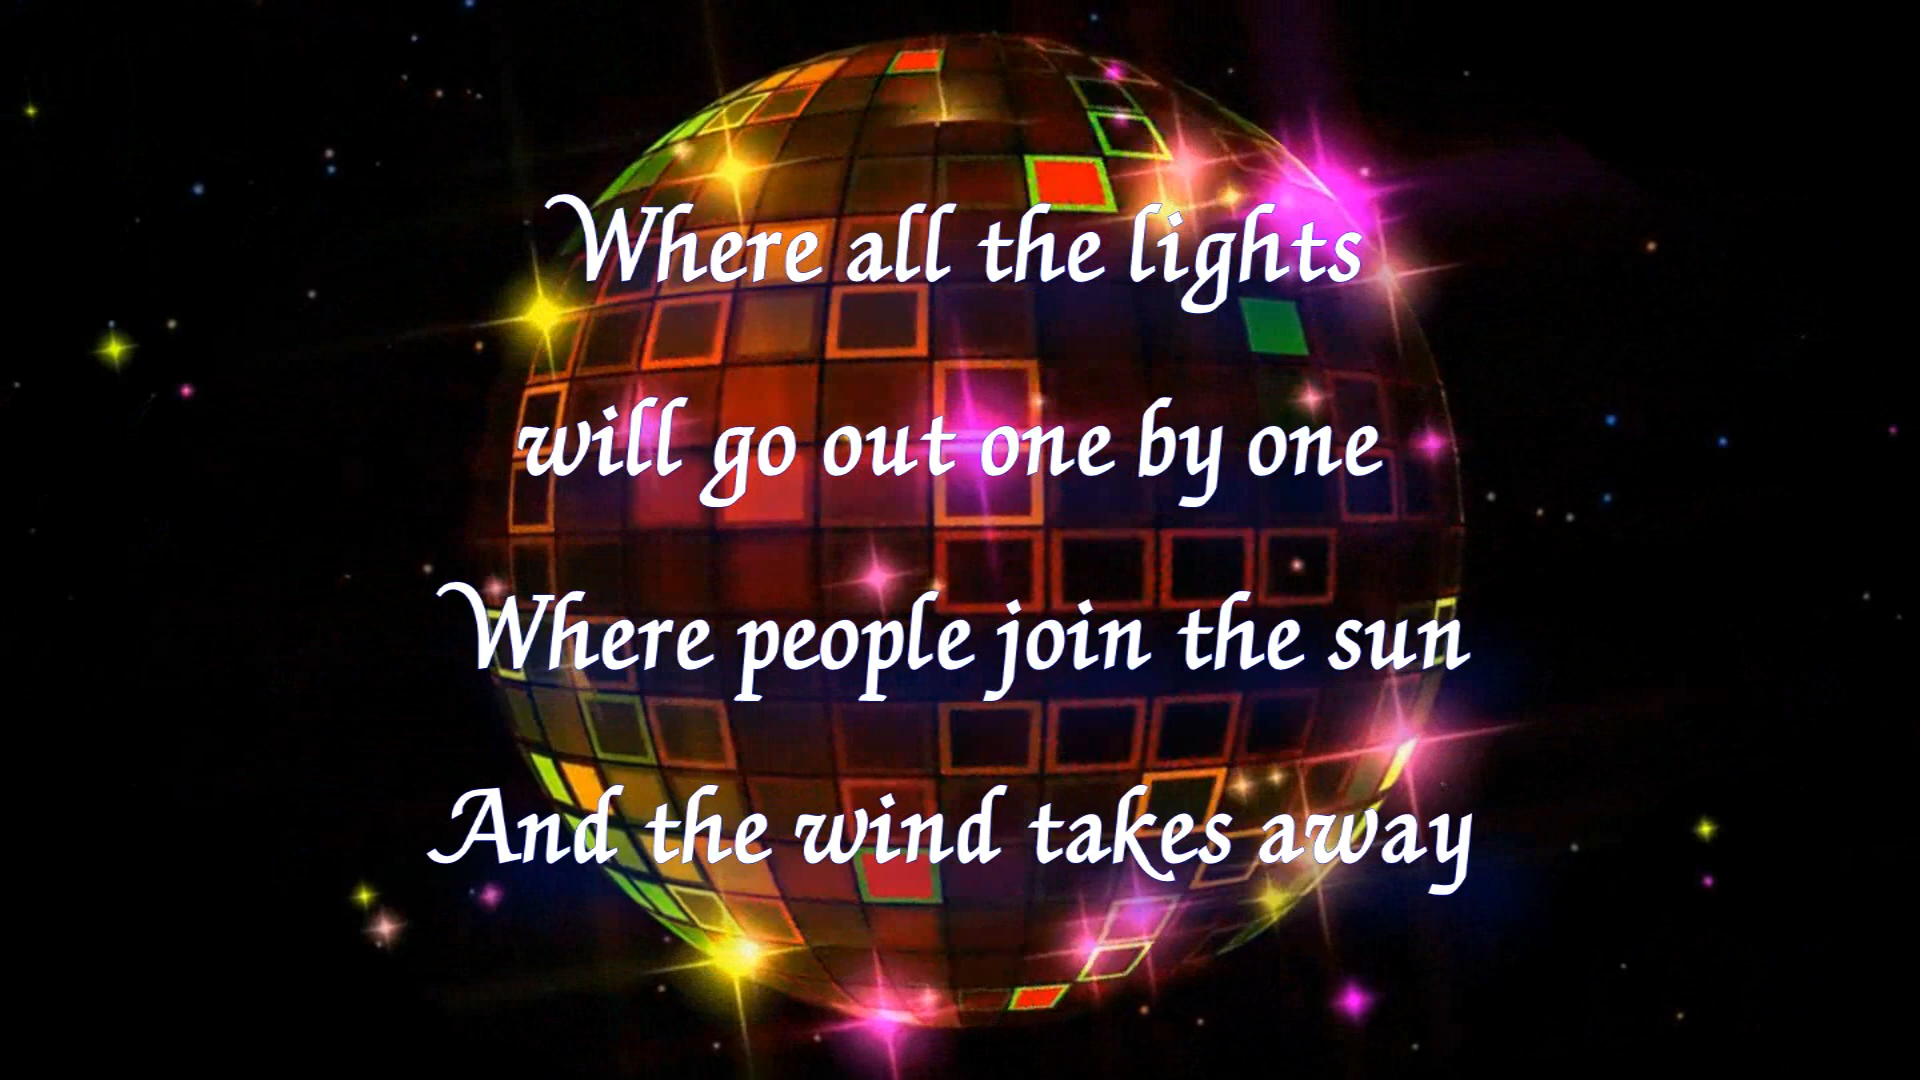 Where all the lights
will go out one by one
Where people join the sun
And the wind takes away